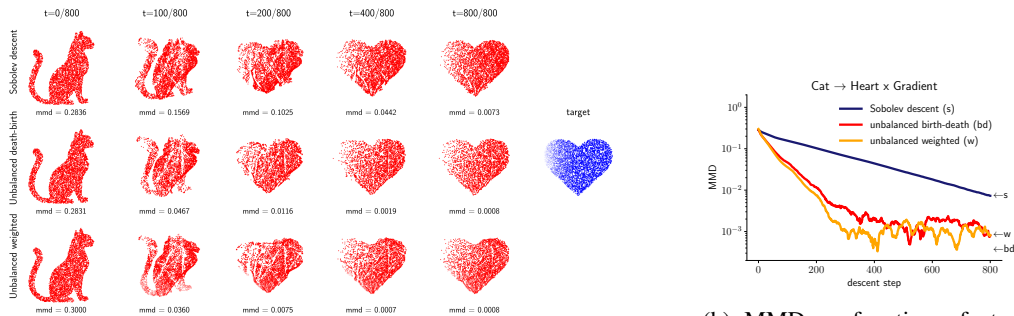 t=0/800 t=100/800 t=200/800 t=400/800 t=800/800
Sobolev descent
mmd = 0.2836 mmd = 0.1569 mmd = 0.1025 mmd = 0.0442 mmd = 0.0073
target
Unbalanced death-birth
mmd = 0.2831 mmd = 0.0467 mmd = 0.0116 mmd = 0.0019 mmd = 0.0008
Unbalanced weighted
mmd = 0.3000 mmd = 0.0360 mmd = 0.0075 mmd = 0.0007 mmd = 0.0008
Cat → Heart x Gradient
Sobolev descent (s)
unbalanced birth-death (bd)
unbalanced weighted (w)
MMD
10⁰
10⁻¹
10⁻²
10⁻³
←s
←w
←bd
0 200 400 600 800
descent step